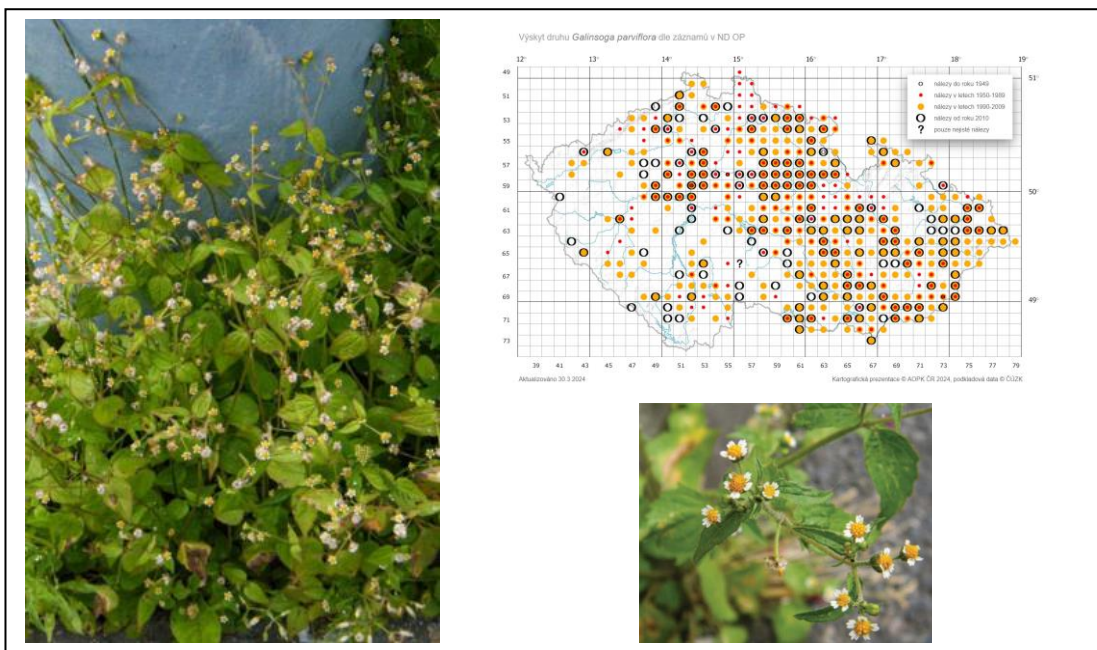 Výskyt druhu Galinsoga parviflora dle záznamů v ND OP
12° 13° 14° 15° 16° 17° 18° 19°
49 51°
51
53
55
57
59 50°
61
63
65
67
69 49°
71
73
nálezy do roku 1949
nálezy v letech 1950-1989
nálezy v letech 1990-2009
nálezy od roku 2010
? pouze nejisté nálezy
?
39 41 43 45 47 49 51 53 55 57 59 61 63 65 67 69 71 73 75 77 79
Aktualizováno 30.3.2024 Kartografická prezentace © AOPK ČR 2024, podkladová data © ČÚZK